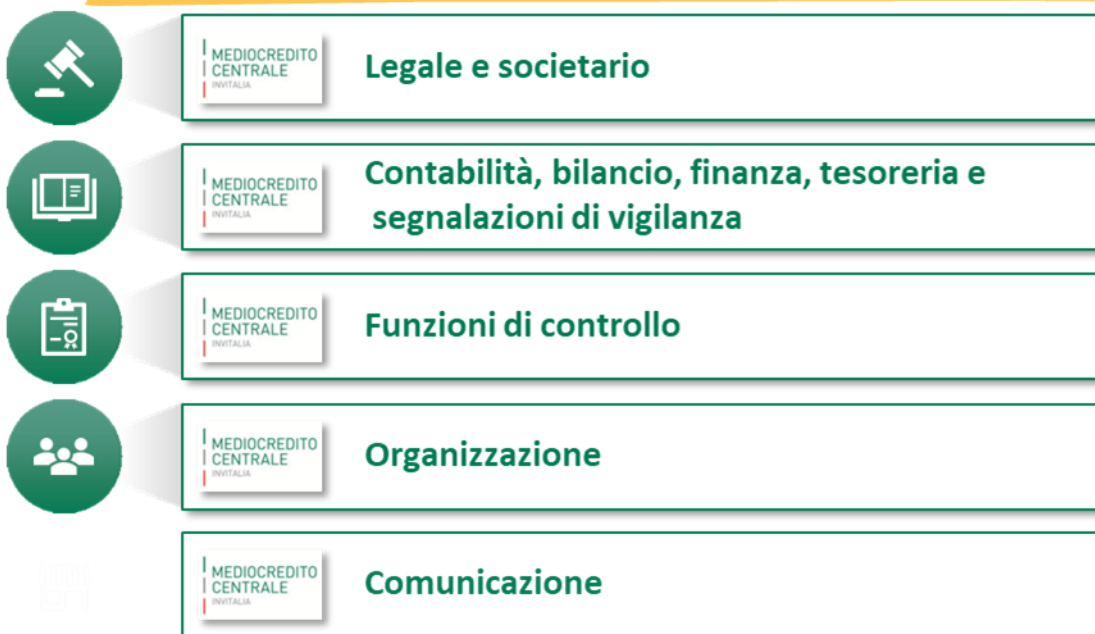 MEDIOCREDITO
CENTRALE
INVITALIA
Legale e societario
MEDIOCREDITO
CENTRALE
INVITALIA
Contabilità, bilancio, finanza, tesoreria e
segnalazioni di vigilanza
MEDIOCREDITO
CENTRALE
INVITALIA
Funzioni di controllo
MEDIOCREDITO
CENTRALE
INVITALIA
Organizzazione
MEDIOCREDITO
CENTRALE
INVITALIA
Comunicazione